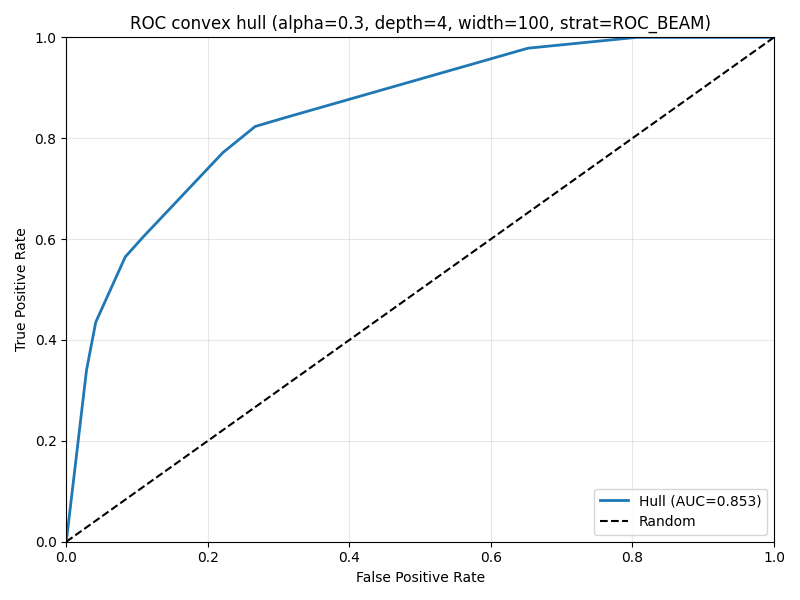 ROC convex hull (alpha=0.3, depth=4, width=100, strat=ROC_BEAM)
True Positive Rate
1.0
0.8
0.6
0.4
0.2
0.0
0.0 0.2 0.4 0.6 0.8 1.0
False Positive Rate
Hull (AUC=0.853)
Random